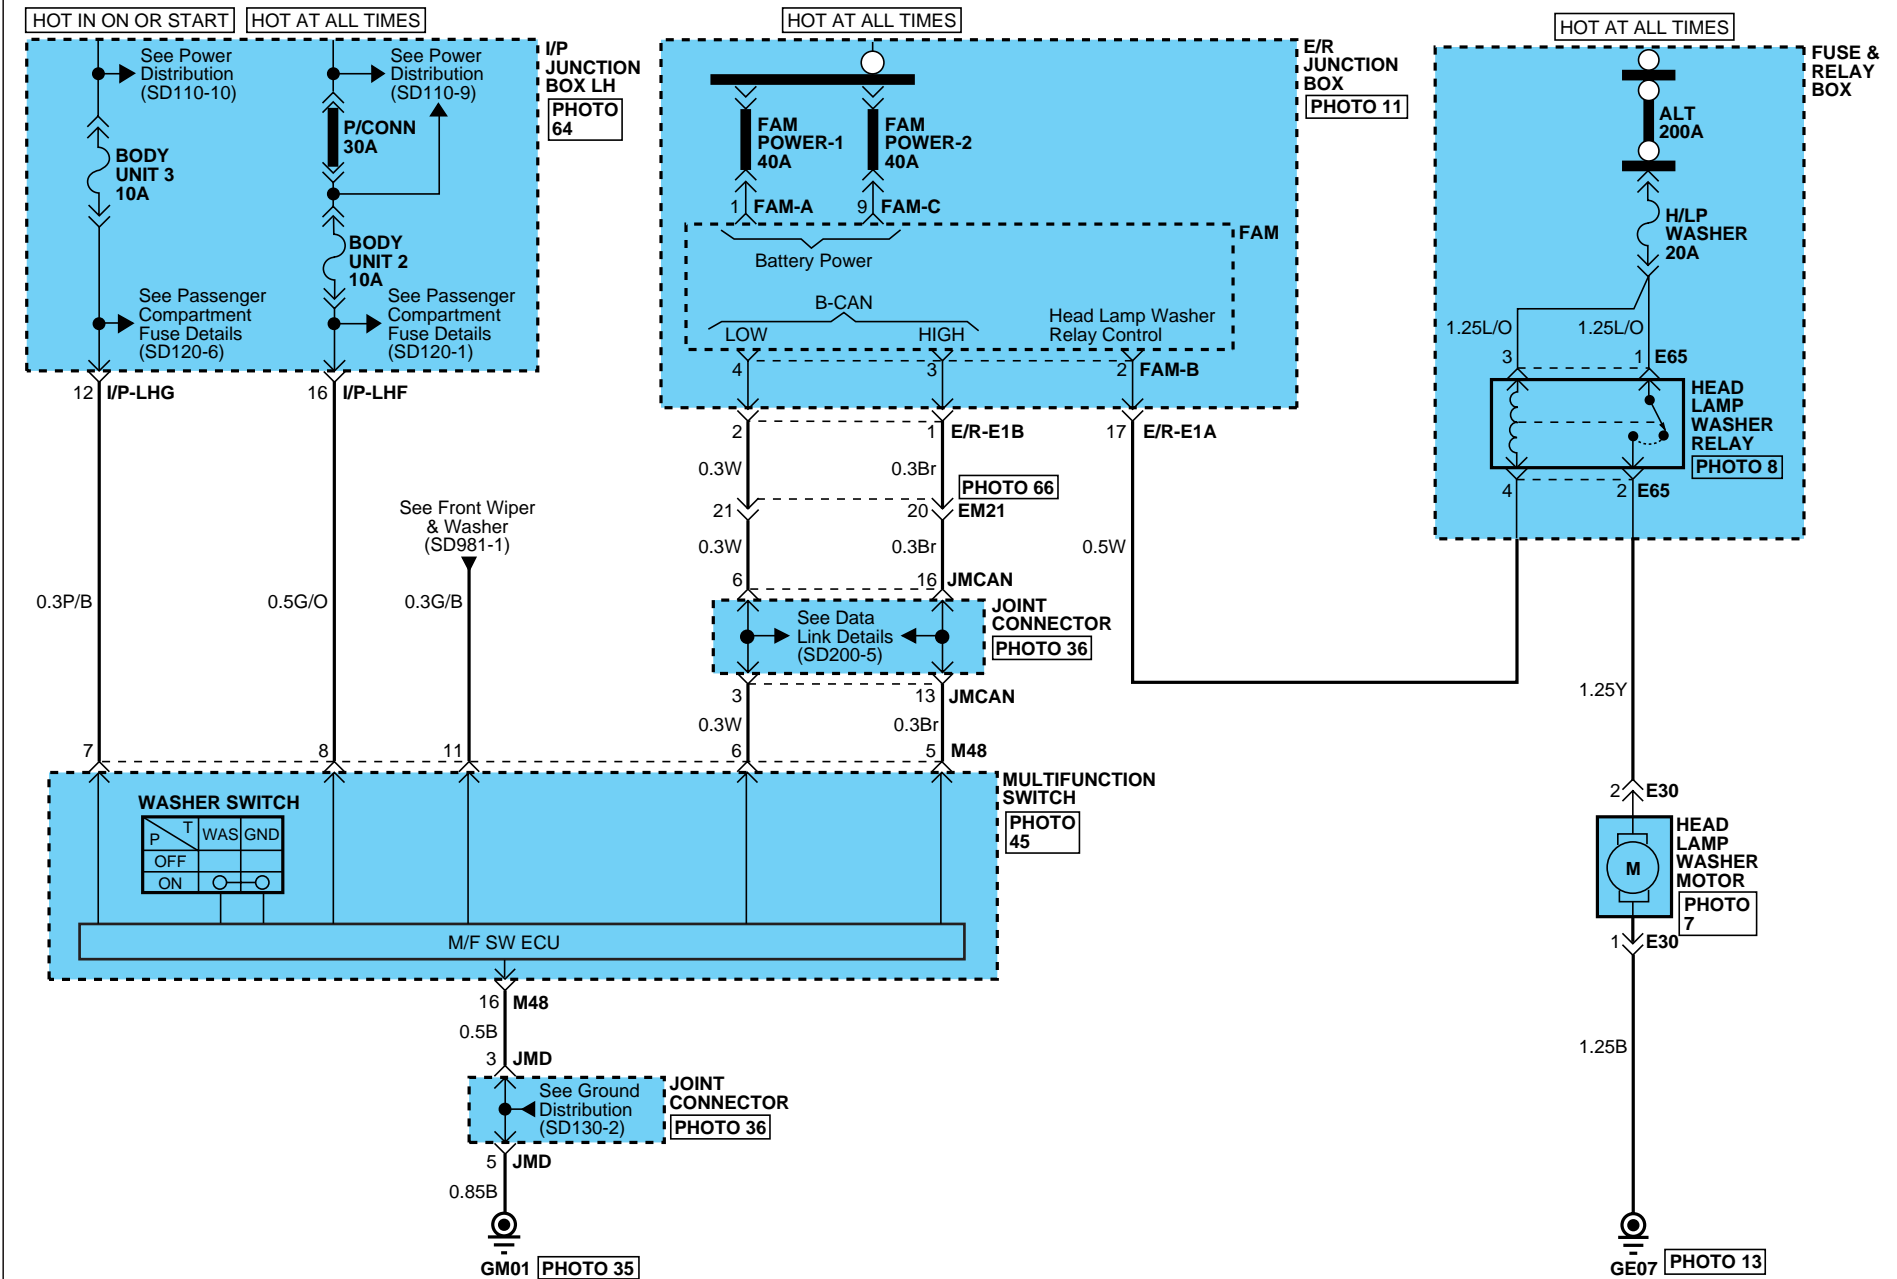 HOT IN ON OR START
HOT AT ALL TIMES
HOT AT ALL TIMES
HOT AT ALL TIMES
See Power
Distribution
(SD110-10)
See Power
Distribution
(SD110-9)
I/P
JUNCTION
BOX LH
PHOTO
64
P/CONN
30A
BODY
UNIT 3
10A
BODY
UNIT 2
10A
See Passenger
Compartment
Fuse Details
(SD120-6)
See Passenger
Compartment
Fuse Details
(SD120-1)
12 I/P-LHG
16 I/P-LHF
E/R
JUNCTION
BOX
PHOTO 11
FAM
POWER-1
40A
FAM
POWER-2
40A
1 FAM-A
9 FAM-C
FAM
Battery Power
B-CAN
LOW
HIGH
Head Lamp Washer
Relay Control
4
3
2 FAM-B
2
1 E/R-E1B
17 E/R-E1A
FUSE &
RELAY
BOX
ALT
200A
H/LP
WASHER
20A
1.25L/O
1.25L/O
3
1 E65
HEAD
LAMP
WASHER
RELAY
PHOTO 8
4
2 E65
0.3W
0.3Br
PHOTO 66
21
20 EM21
0.3W
0.3Br
0.5W
See Front Wiper
& Washer
(SD981-1)
6
16 JMCAN
0.3P/B
0.5G/O
0.3G/B
See Data
Link Details
(SD200-5)
JOINT
CONNECTOR
PHOTO 36
3
13 JMCAN
0.3W
0.3Br
1.25Y
7
8
11
6
5 M48
MULTIFUNCTION
SWITCH
PHOTO
45
WASHER SWITCH
T
P
WAS
GND
OFF
ON
M/F SW ECU
2 E30
HEAD
LAMP
WASHER
MOTOR
PHOTO
7
M
1 E30
16 M48
0.5B
3 JMD
See Ground
Distribution
(SD130-2)
JOINT
CONNECTOR
PHOTO 36
5 JMD
0.85B
1.25B
GM01 PHOTO 35
GE07 PHOTO 13